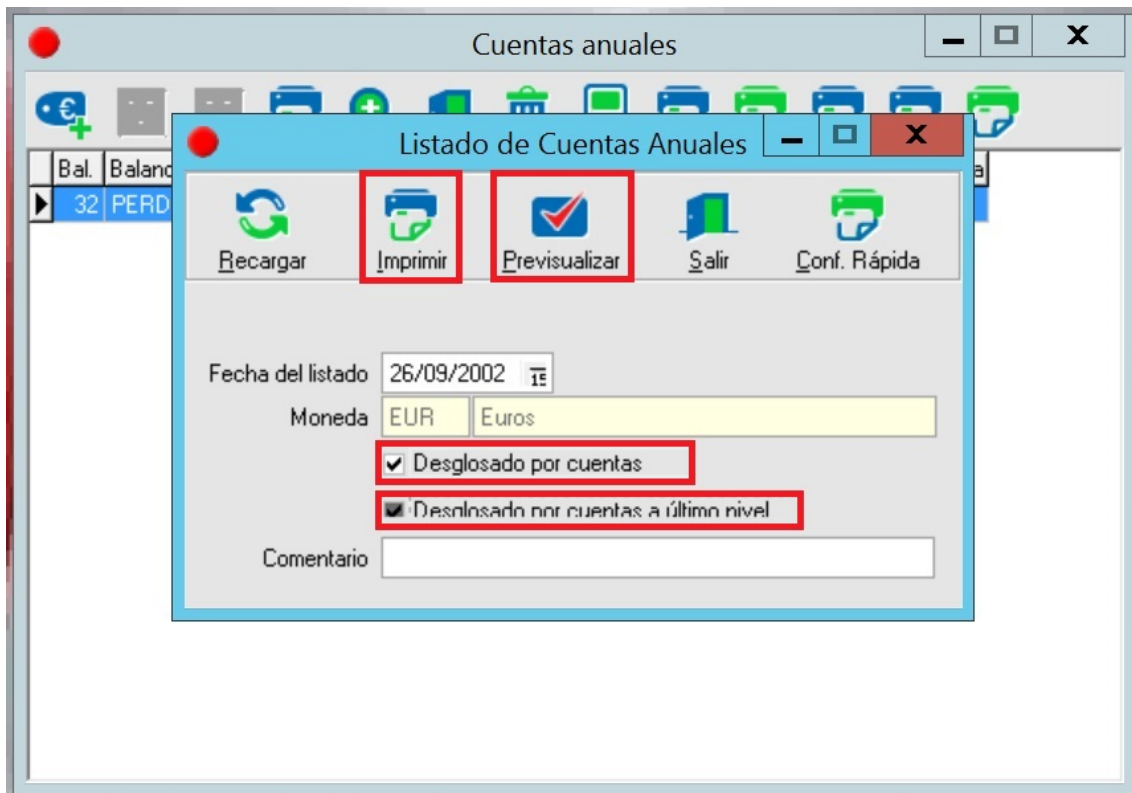 Cuentas anuales
Listado de Cuentas Anuales
Bal. Balanc a
32 PERD
Recargar Imprimir Previsualizar Salir Conf. Rápida
Fecha del listado 26/09/2002 15
Moneda EUR Euros
Desglosado por cuentas
Desglosado por cuentas a último nivel
Comentario